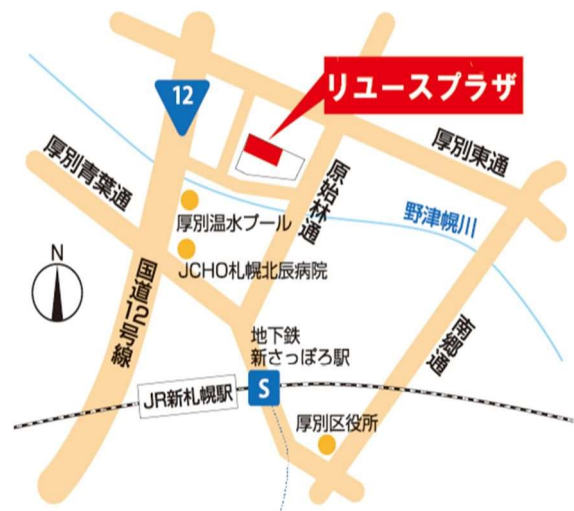 12
リユースプラザ
厚別東通
厚別青葉通
原始林通
野津幌川
厚別温水プール
JCHO札幌北辰病院
N
国道12号線
地下鉄
新さっぽろ駅
南郷通
S
JR新札幌駅
厚別区役所